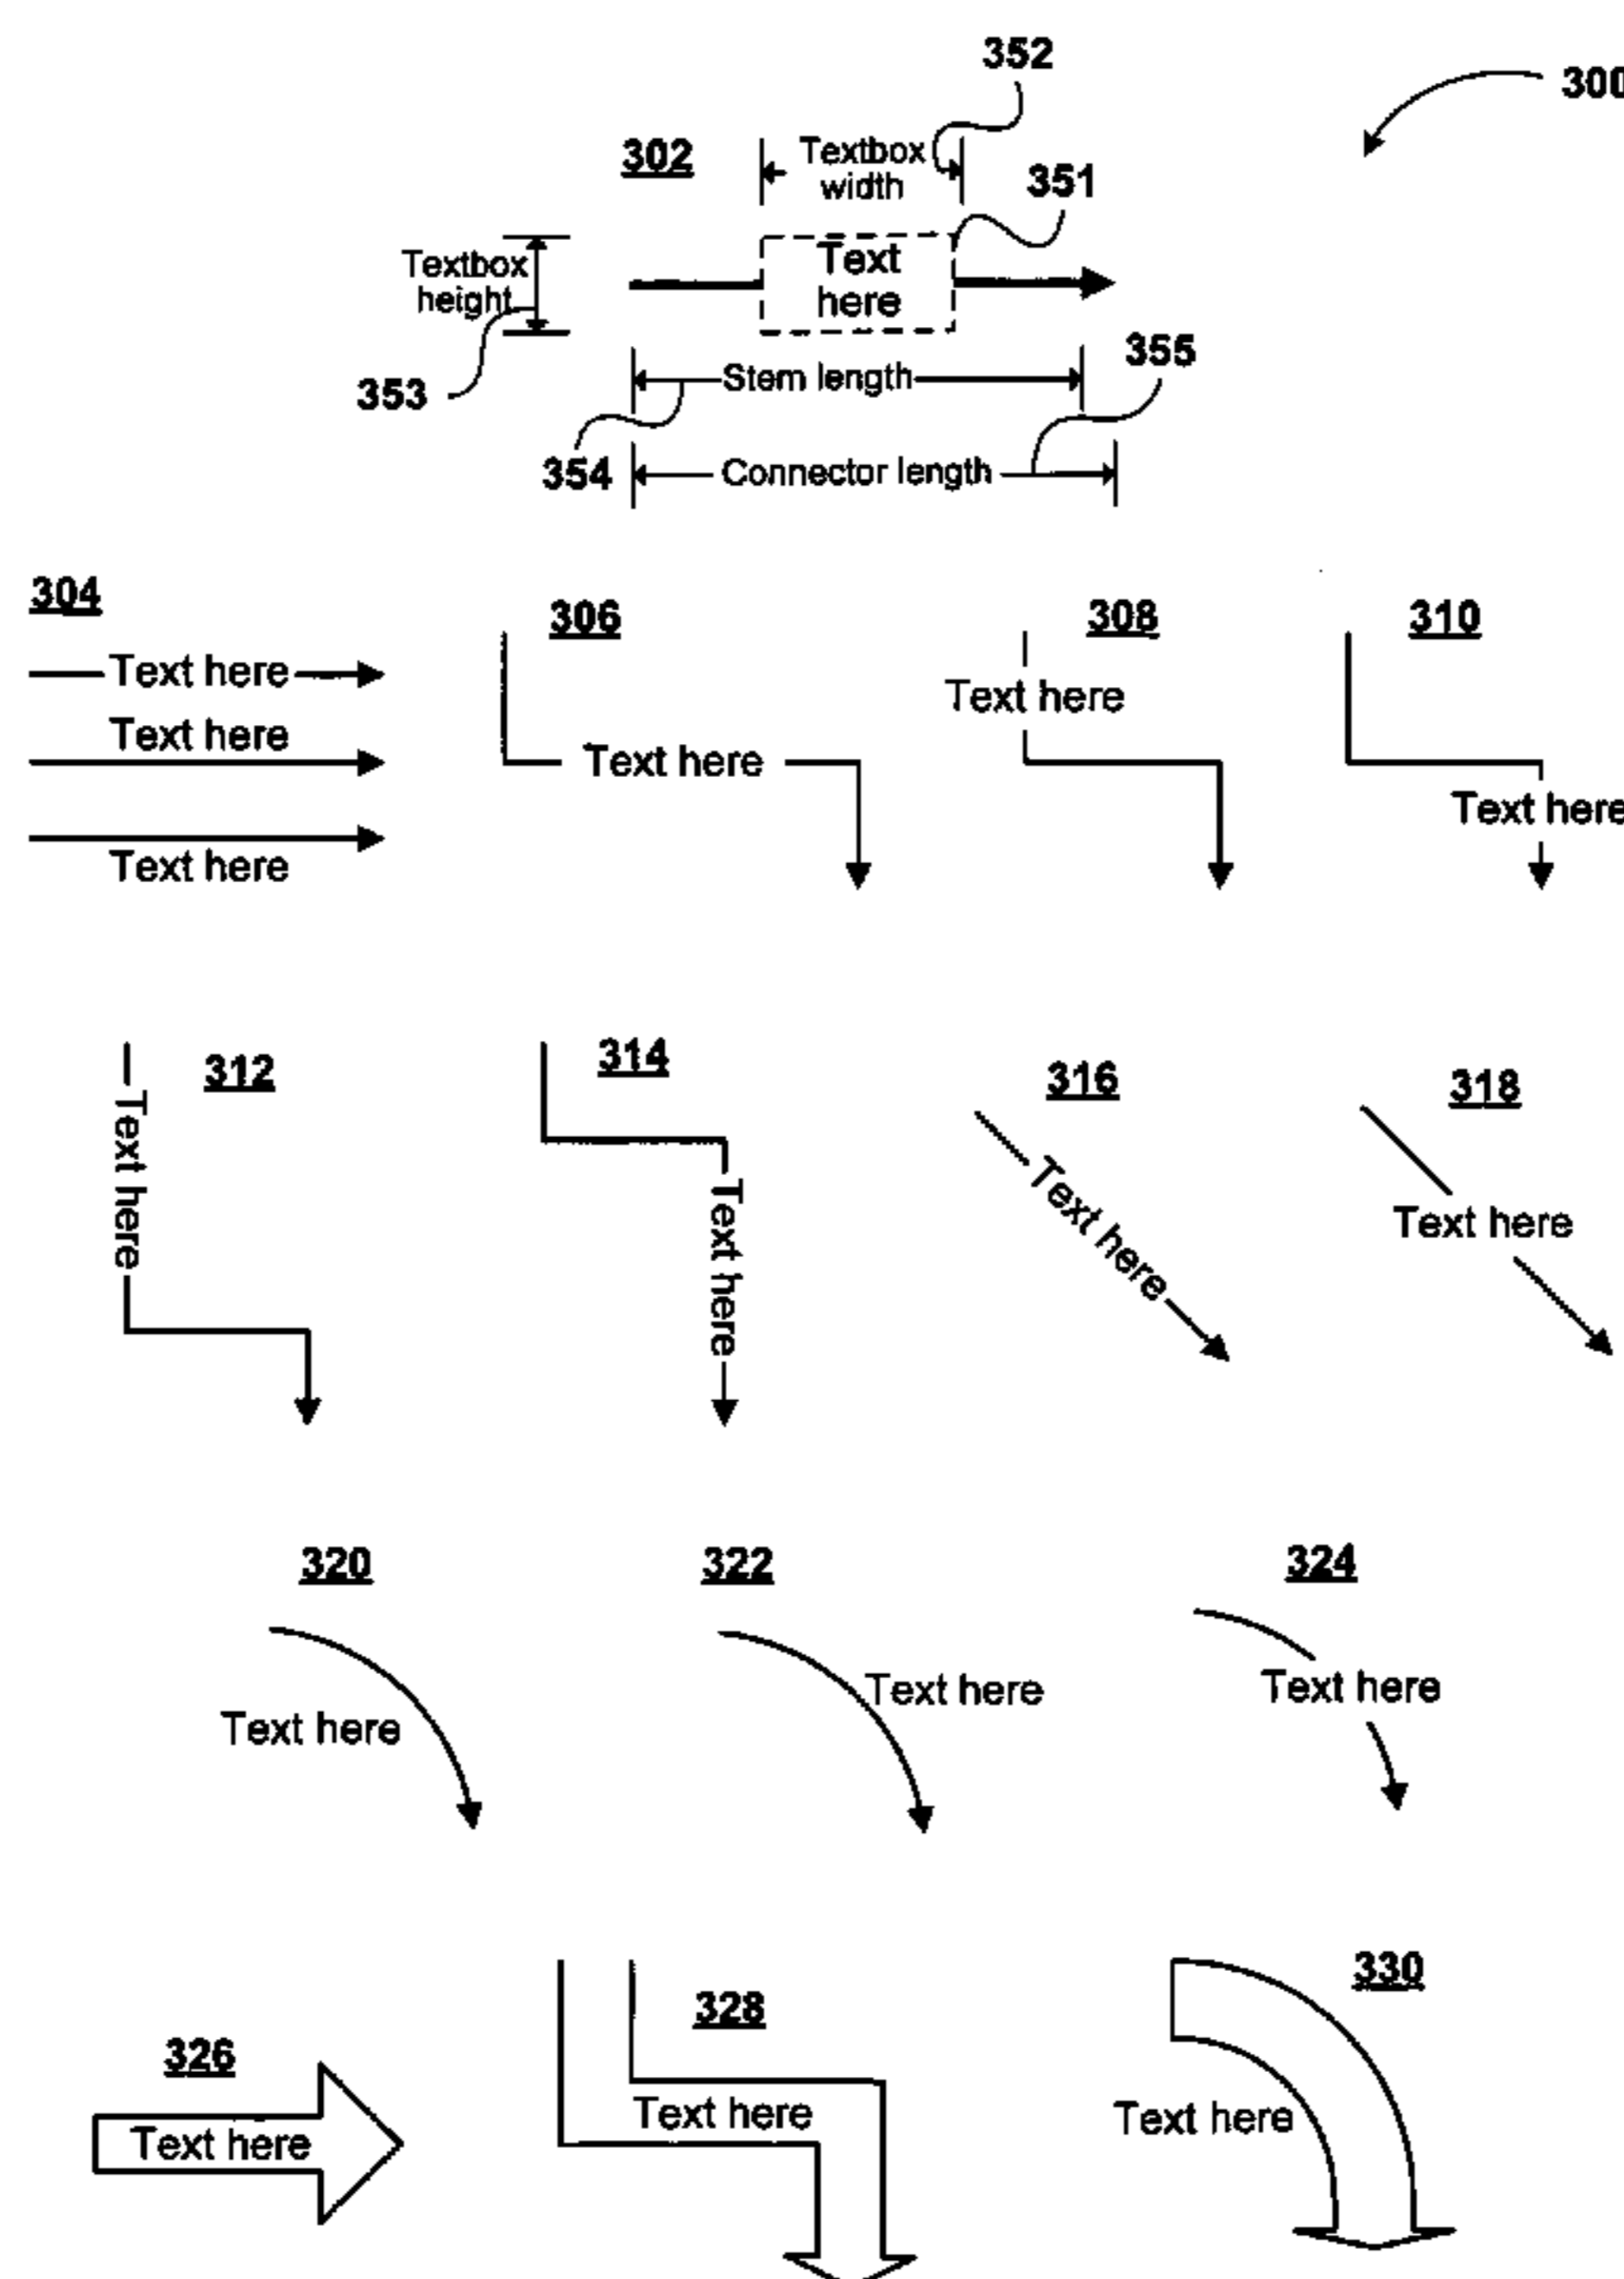 352
300
302
Textbox
width
351
Textbox
height
Text
here
353
Stem length
355
354
Connector length
304
306
308
310
Text here
Text here
Text here
Text here
Text here
Text here
312
314
316
318
Text here
Text here
Text here
Text here
320
322
324
Text here
Text here
Text here
326
328
330
Text here
Text here
Text here